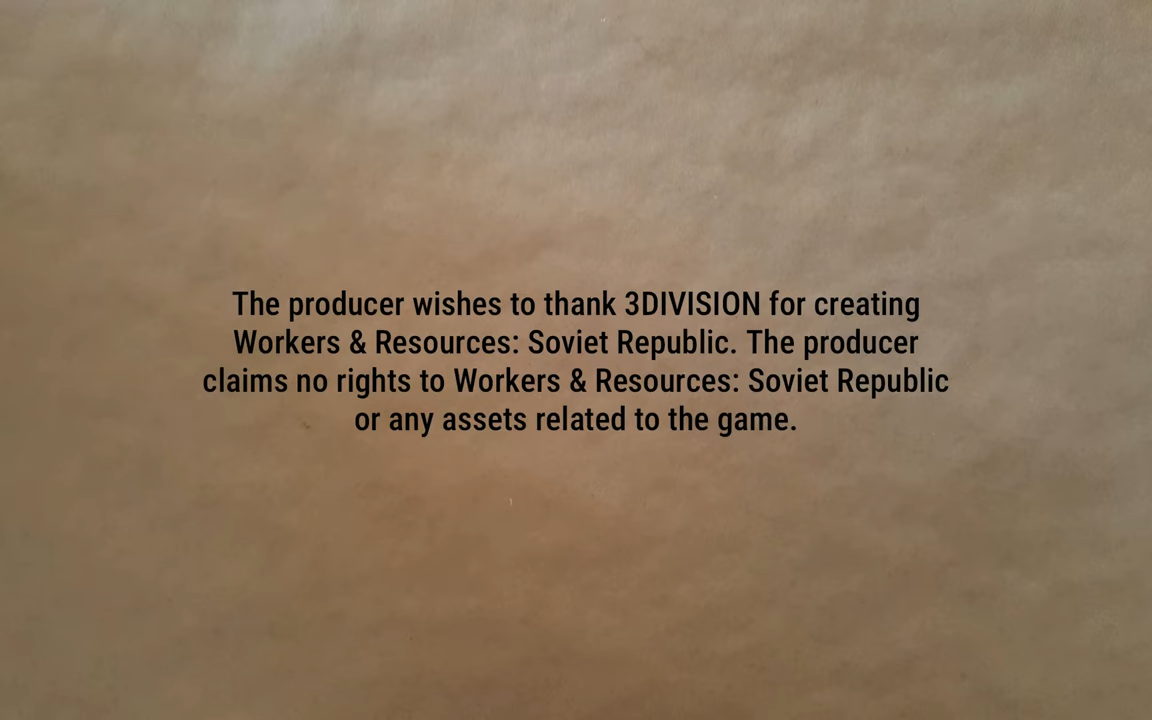 The producer wishes to thank 3DIVISION for creating
Workers & Resources: Soviet Republic. The producer
claims no rights to Workers & Resources: Soviet Republic
or any assets related to the game.